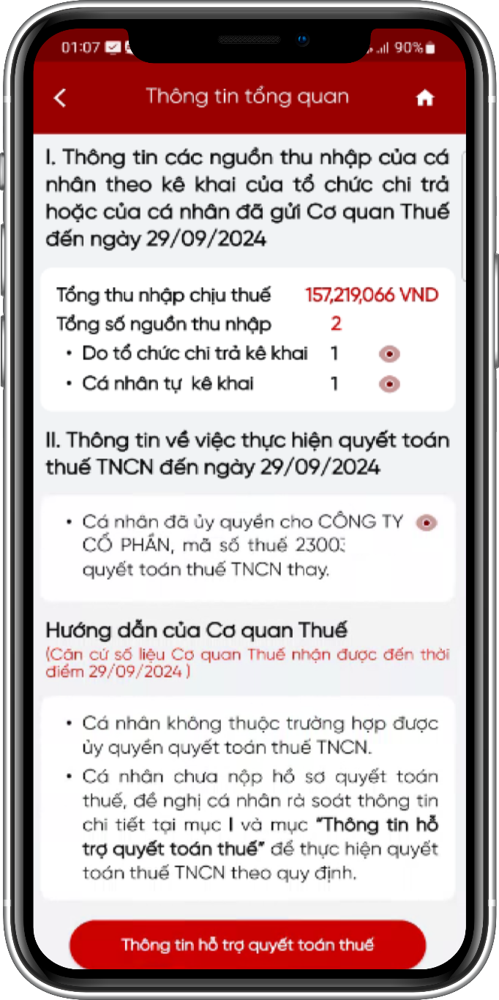 01:07
90%
Thông tin tổng quan
I. Thông tin các nguồn thu nhập của cá
nhân theo kê khai của tổ chức chi trả
hoặc của cá nhân đã gửi Cơ quan Thuế
đến ngày 29/09/2024
Tổng thu nhập chịu thuế 157,219,066 VND
Tổng số nguồn thu nhập 2
• Do tổ chức chi trả kê khai 1
• Cá nhân tự kê khai 1
II. Thông tin về việc thực hiện quyết toán
thuế TNCN đến ngày 29/09/2024
• Cá nhân đã ủy quyền cho CÔNG TY
CỔ PHẦN, mã số thuế 2300
quyết toán thuế TNCN thay.
Hướng dẫn của Cơ quan Thuế
(Căn cứ số liệu Cơ quan Thuế nhận được đến thời
điểm 29/09/2024 )
• Cá nhân không thuộc trường hợp được
ủy quyền quyết toán thuế TNCN.
• Cá nhân chưa nộp hồ sơ quyết toán
thuế, đề nghị cá nhân rà soát thông tin
chi tiết tại mục I và mục "Thông tin hỗ
trợ quyết toán thuế" để thực hiện quyết
toán thuế TNCN theo quy định.
Thông tin hỗ trợ quyết toán thuế